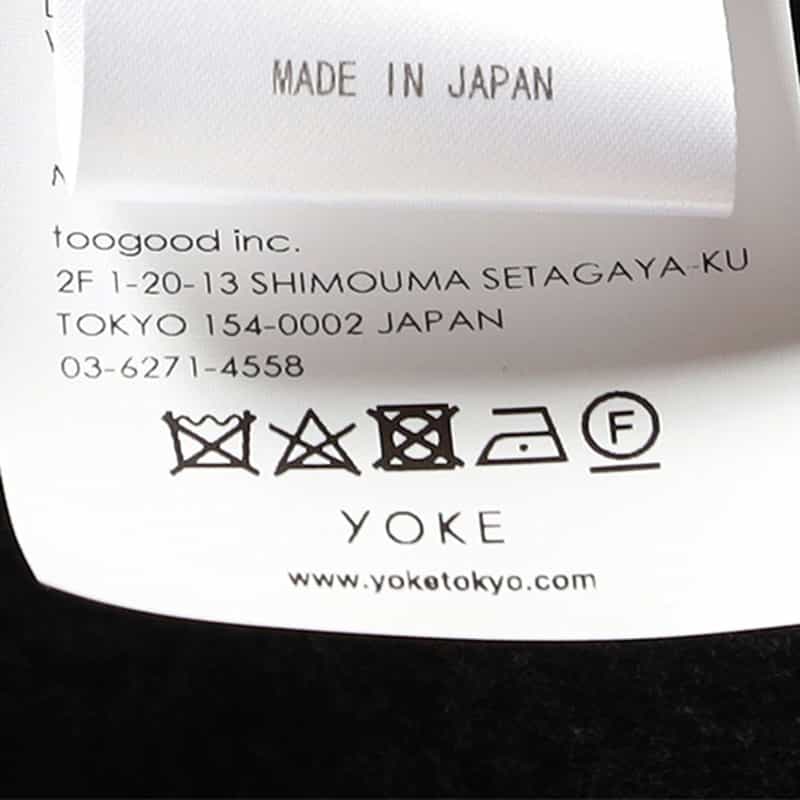 MADE IN JAPAN
toogood inc.
2F 1-20-13 SHIMOUMA SETAGAYA-KU
TOKYO 154-0002 JAPAN
03-6271-4558
F
YOKE
www.yoketokyo.com